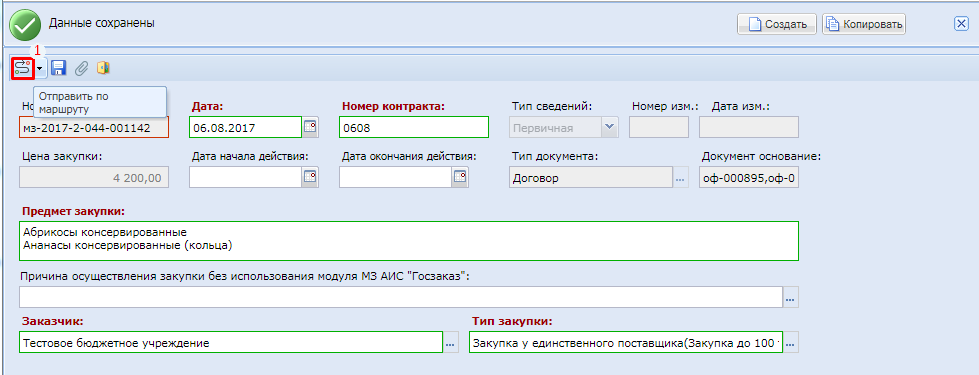 Данные сохранены
Создать
Копировать
1
Отправить по
маршруту
Но
Дата:
Номер контракта:
Тип сведений:
Номер изм.:
Дата изм.:
мз-2017-2-044-001142
06.08.2017
0608
Первичная
Цена закупки:
Дата начала действия:
Дата окончания действия:
Тип документа:
Документ основание:
4 200,00
Договор
...
оф-000895,оф-0
Предмет закупки:
Абрикосы консервированные
Ананасы консервированные (кольца)
Причина осуществления закупки без использования модуля МЗ АИС "Госзаказ":
...
Заказчик:
Тип закупки:
Тестовое бюджетное учреждение
...
Закупка у единственного поставщика(Закупка до 100
...